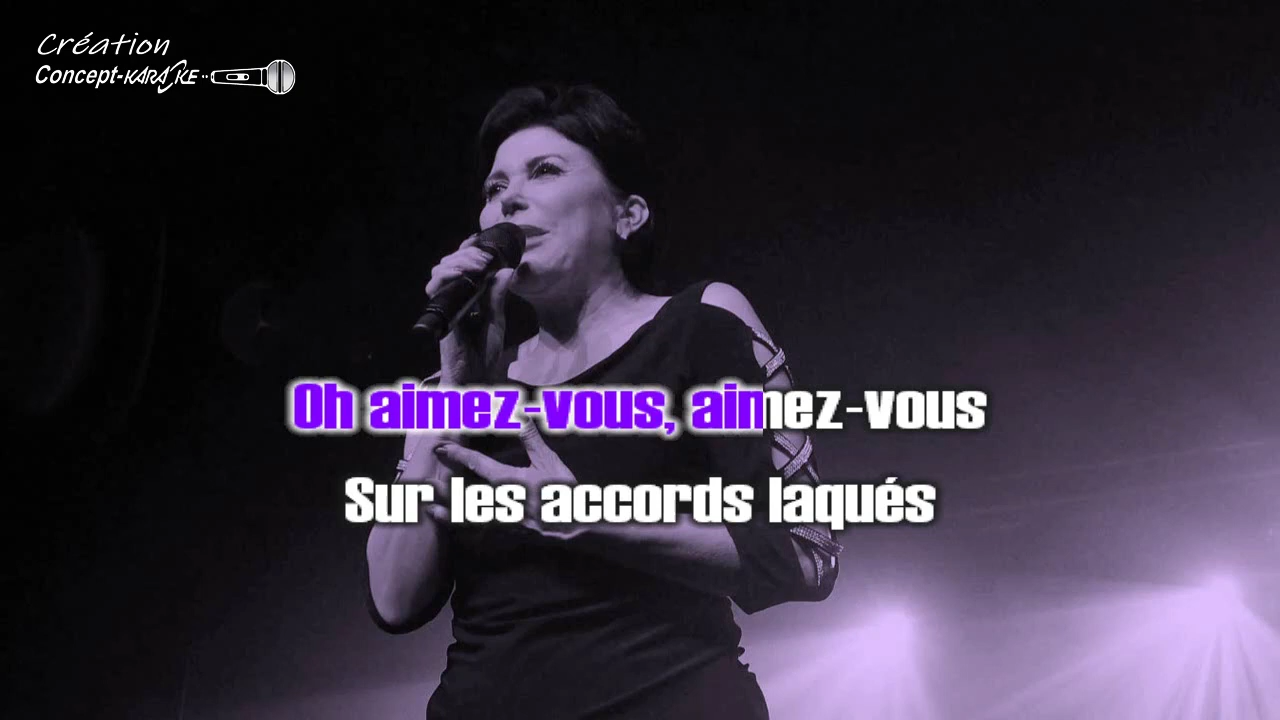 Création
Concept-KARAOKE
Oh aimez-vous, aimez-vous
Sur les accords laqués